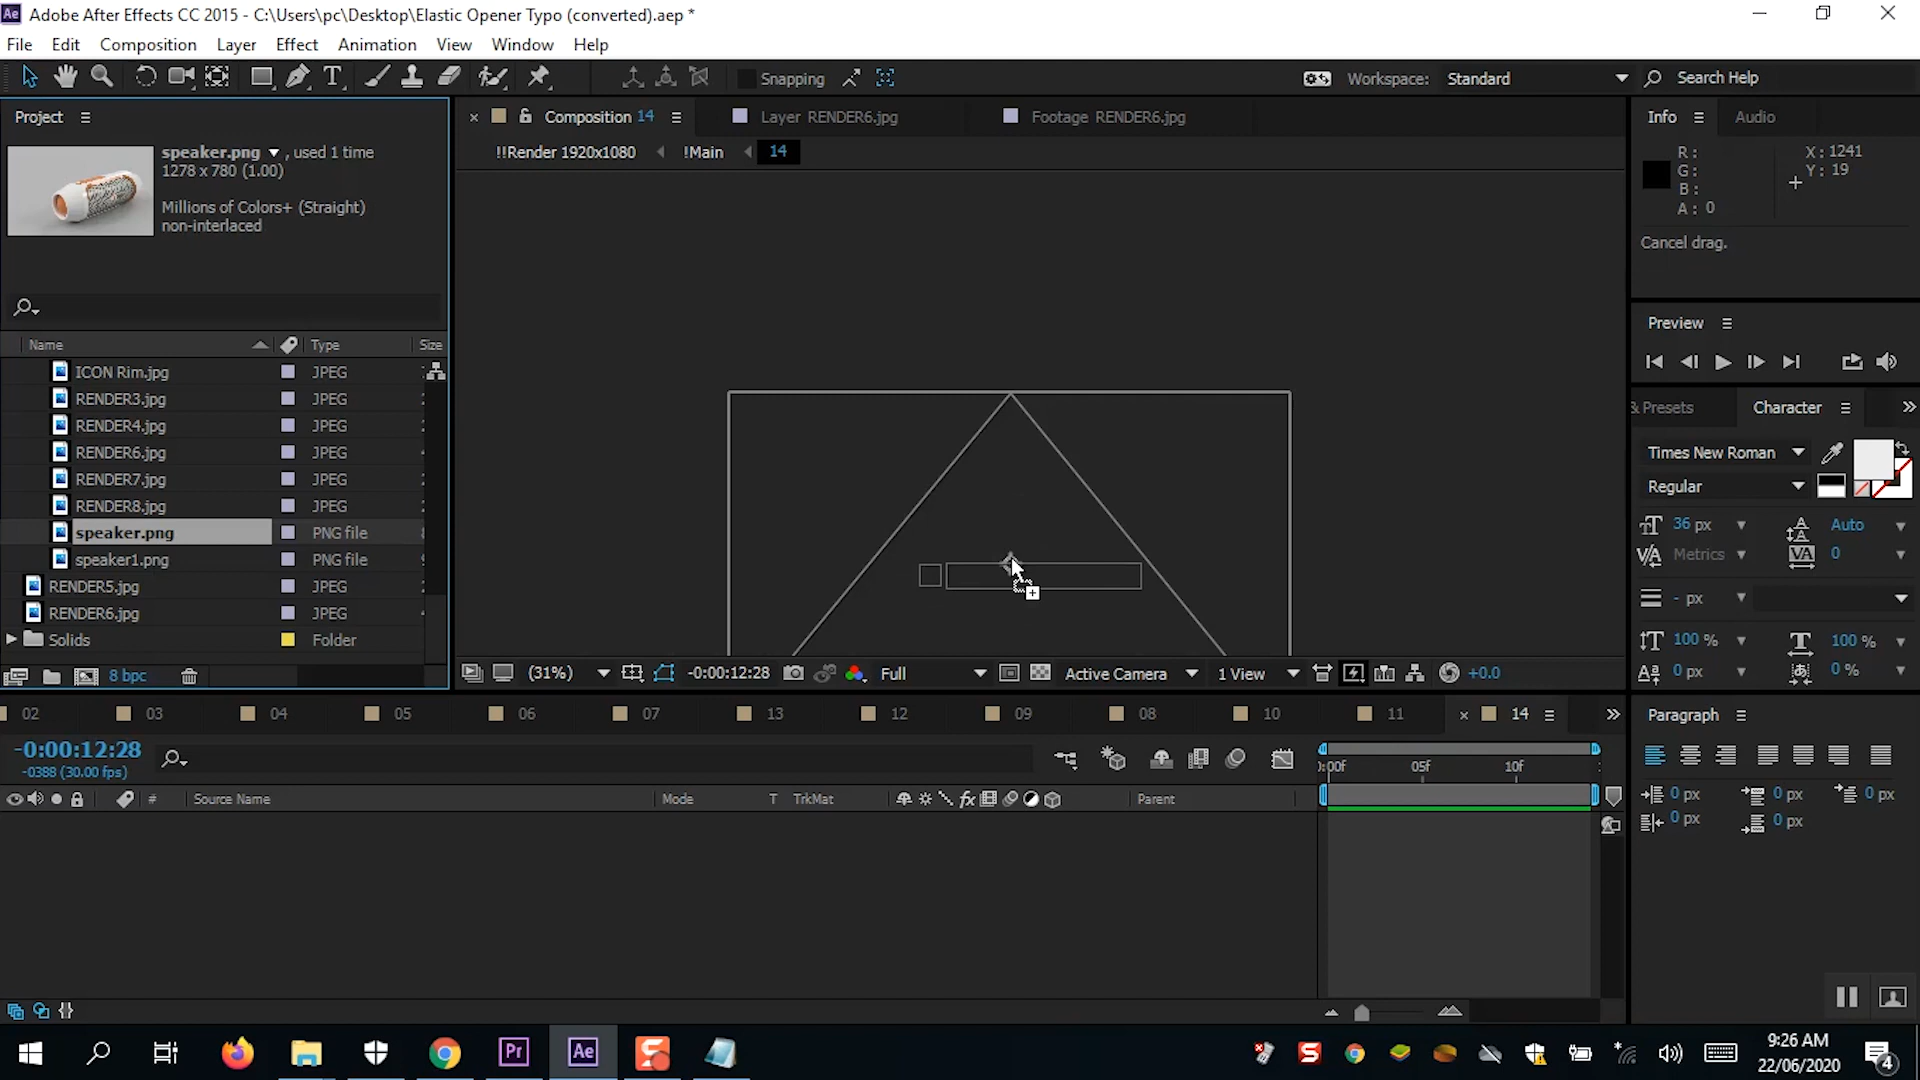 Adobe After Effects CC 2015 - C:\Users\pc\Desktop\Elastic Opener Typo (converted).aep *
File Edit Composition Layer Effect Animation View Window Help
Snapping
Workspace: Standard
Search Help
Project
speaker.png , used 1 time
1278 x 780 (1.00)
Millions of Colors+ (Straight)
non-interlaced
Name Type Size
ICON Rim.jpg JPEG
RENDER3.jpg JPEG
RENDER4.jpg JPEG
RENDER6.jpg JPEG
RENDER7.jpg JPEG
RENDER8.jpg JPEG
speaker.png PNG file
speaker1.png PNG file
RENDER5.jpg JPEG
RENDER6.jpg JPEG
Solids Folder
8 bpc
Composition 14
Layer RENDER6.jpg
Footage RENDER6.jpg
!!Render 1920x1080 !Main 14
(31%) -0:00:12:28 Full Active Camera 1 View +0.0
Info Audio
R: X: 1241
G: Y: 19
B:
A: 0
Cancel drag.
Preview
& Presets Character
Times New Roman
Regular
36 px Auto
Metrics 0
- px
100 % 100 %
0 px 0 %
02 03 04 05 06 07 13 12 09 08 10 11 14
-0:00:12:28
-0388 (30.00 fps)
# Source Name Mode T TrkMat Parent
05f 10f
Paragraph
0 px 0 px 0 px
0 px 0 px
9:26 AM
22/06/2020
4